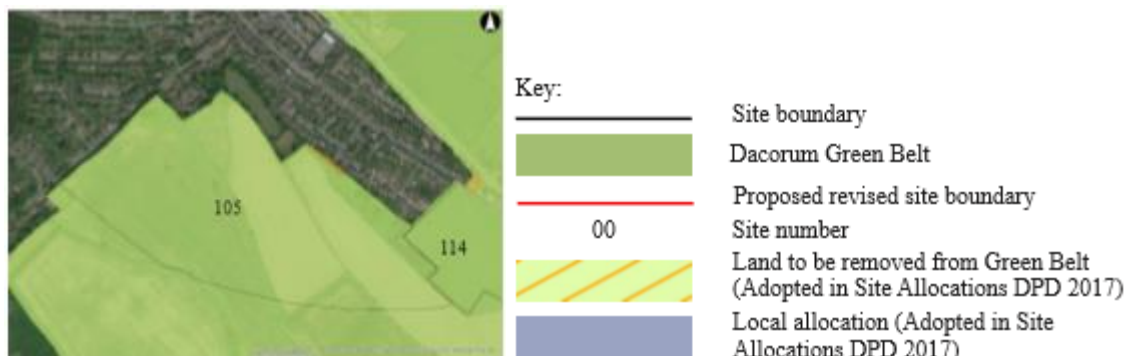 105
114
Key:
Site boundary
Dacorum Green Belt
Proposed revised site boundary
00 Site number
Land to be removed from Green Belt
(Adopted in Site Allocations DPD 2017)
Local allocation (Adopted in Site
Allocations DPD 2017)